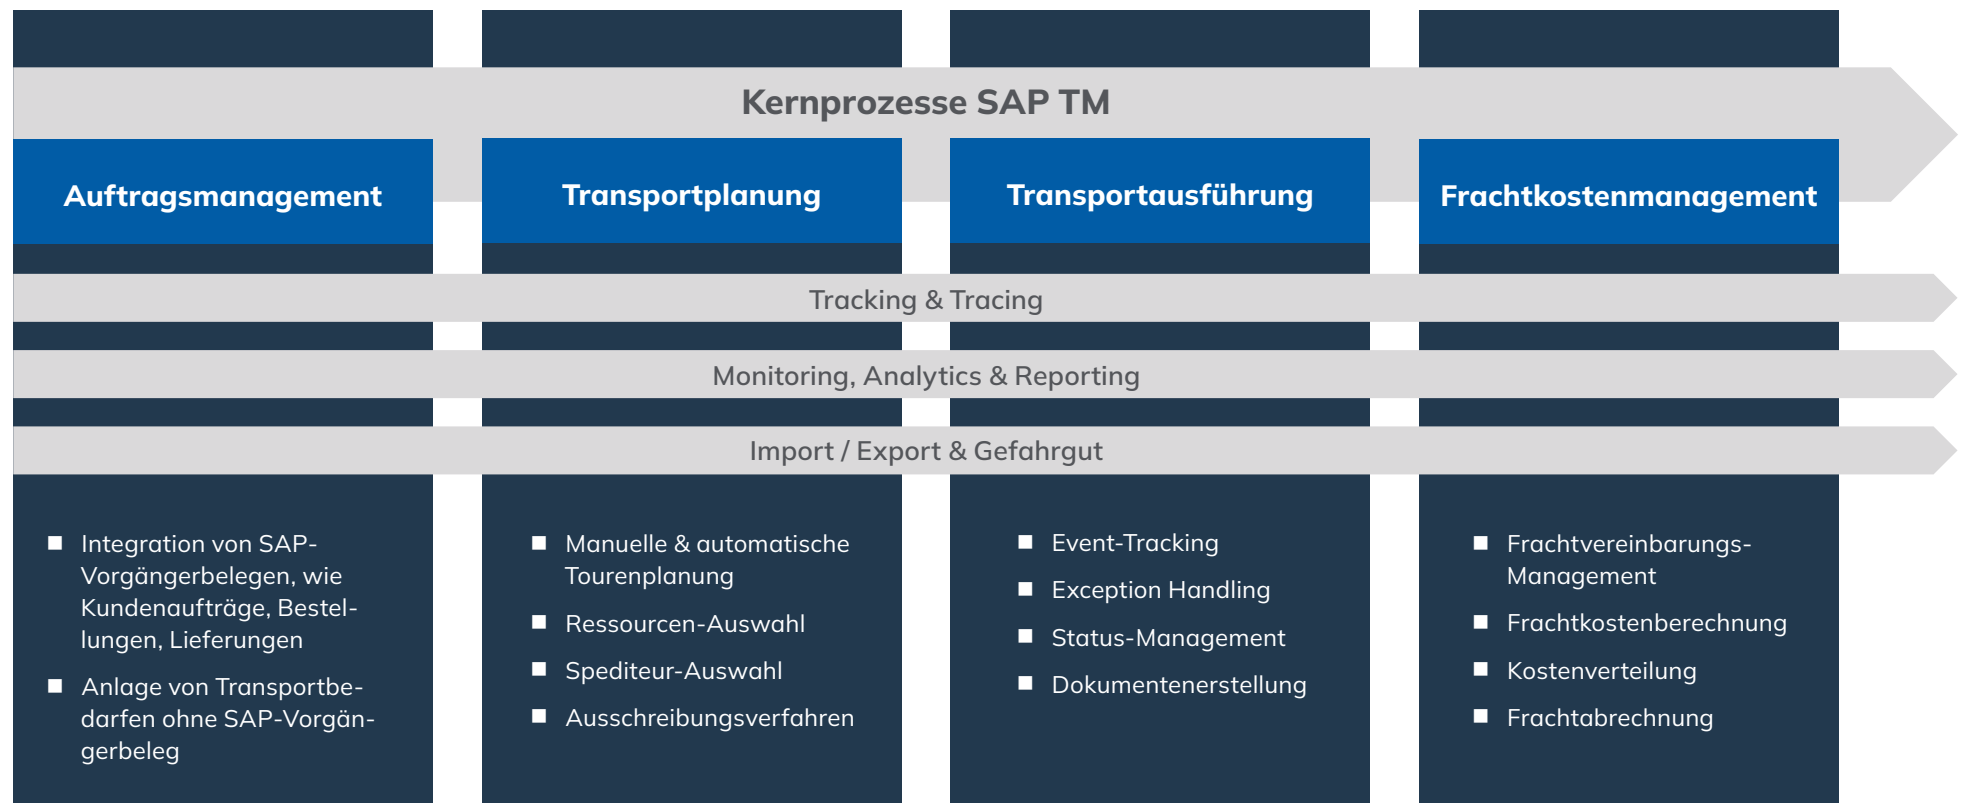 Kernprozesse SAP TM
Auftragsmanagement
Transportplanung
Transportausführung
Frachtkostenmanagement
Tracking & Tracing
Monitoring, Analytics & Reporting
Import / Export & Gefahrgut
Integration von SAP-
Vorgängerbelegen, wie
Kundenaufträge, Bestel-
lungen, Lieferungen
Anlage von Transportbe-
darfen ohne SAP-Vorgän-
gerbeleg
Manuelle & automatische
Tourenplanung
Ressourcen-Auswahl
Spediteur-Auswahl
Ausschreibungsverfahren
Event-Tracking
Exception Handling
Status-Management
Dokumentenerstellung
Frachtvereinbarungs-
Management
Frachtkostenberechnung
Kostenverteilung
Frachtabrechnung